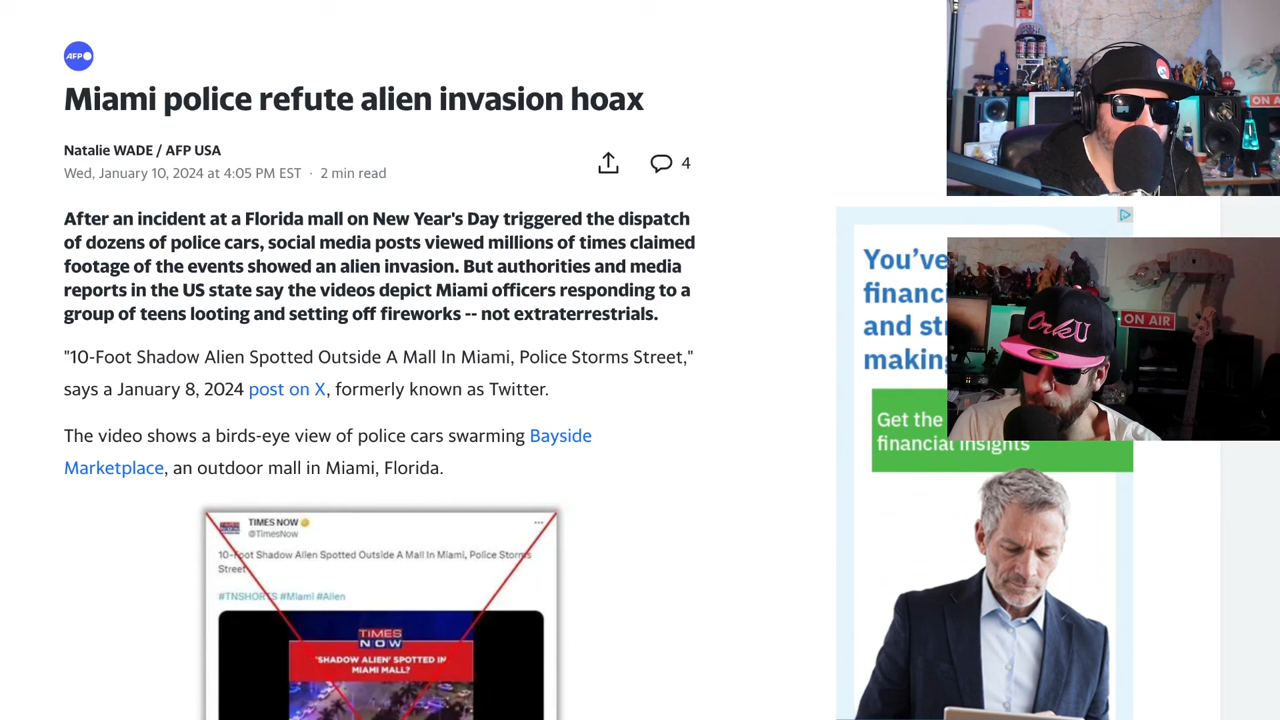 AFP
Miami police refute alien invasion hoax
Natalie WADE / AFP USA
Wed, January 10, 2024 at 4:05 PM EST · 2 min read
4
After an incident at a Florida mall on New Year's Day triggered the dispatch
of dozens of police cars, social media posts viewed millions of times claimed
footage of the events showed an alien invasion. But authorities and media
reports in the US state say the videos depict Miami officers responding to a
group of teens looting and setting off fireworks -- not extraterrestrials.
"10-Foot Shadow Alien Spotted Outside A Mall In Miami, Police Storms Street,"
says a January 8, 2024 post on X, formerly known as Twitter.
The video shows a birds-eye view of police cars swarming Bayside
Marketplace, an outdoor mall in Miami, Florida.
TIMES NOW
@TimesNow
10-Foot Shadow Alien Spotted Outside A Mall In Miami, Police Storms
Street
#TNSHORTS #Miami #Alien
TIMES
NOW
'SHADOW ALIEN' SPOTTED IN
MIAMI MALL?
ON A
OrkU
ON AIR
You've
financi
and st
making
Get the
financial insights